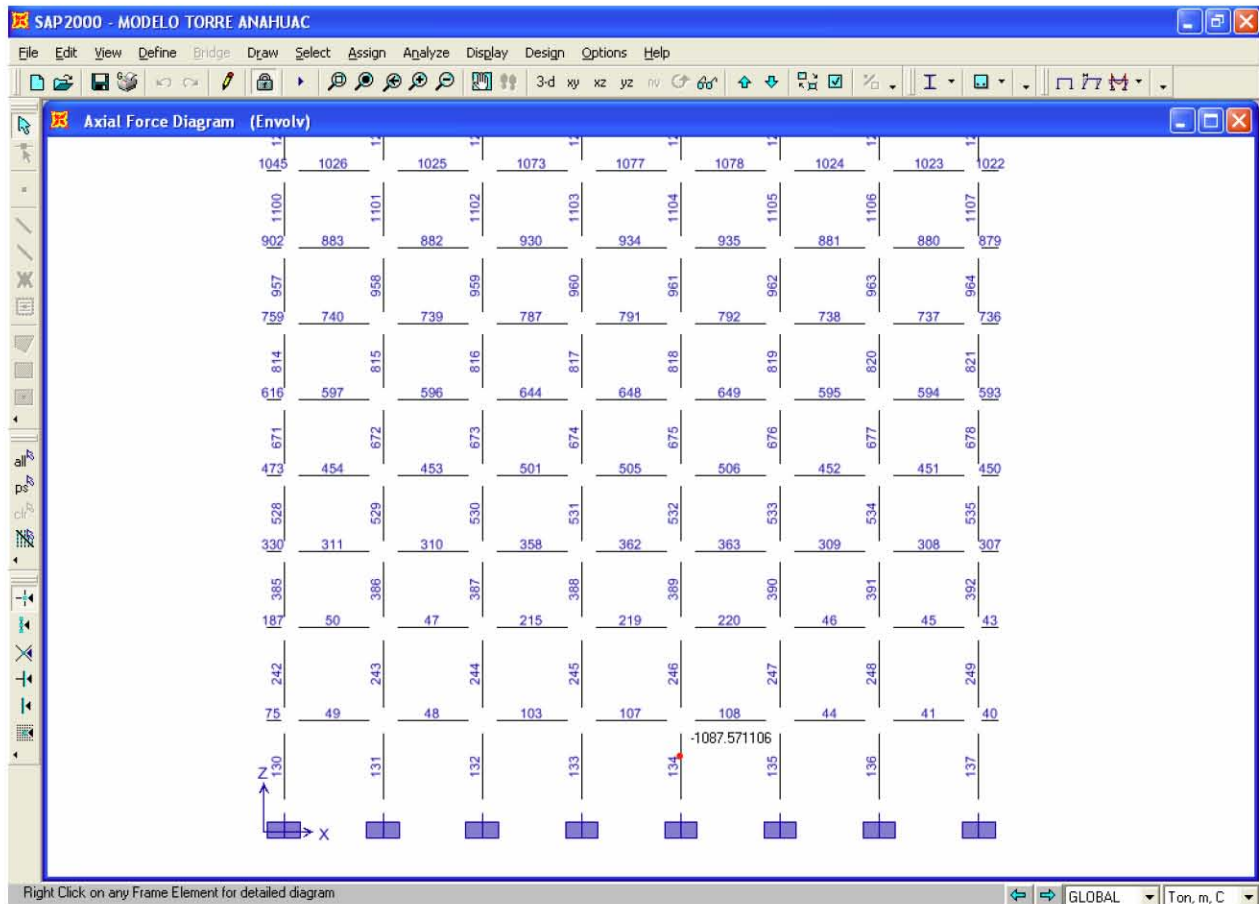 SAP2000 - MODELO TORRE ANAHUAC
File Edit View Define Bridge Draw Select Assign Analyze Display Design Options Help
3-d xy xz yz nv
Axial Force Diagram (Envolv)
1045 1026 1025 1073 1077 1078 1024 1023 1022
1100 1101 1102 1103 1104 1105 1106 1107
902 883 882 930 934 935 881 880 879
957 958 959 960 961 962 963 964
759 740 739 787 791 792 738 737 736
814 815 816 817 818 819 820 821
616 597 596 644 648 649 595 594 593
671 672 673 674 675 676 677 678
473 454 453 501 505 506 452 451 450
528 529 530 531 532 533 534 535
330 311 310 358 362 363 309 308 307
385 386 387 388 389 390 391 392
187 50 47 215 219 220 46 45 43
242 243 244 245 246 247 248 249
75 49 48 103 107 108 44 41 40
-1087.571106
130 131 132 133 134 135 136 137
Z
X
all
ps
clr
Right Click on any Frame Element for detailed diagram
GLOBAL
Ton, m, C